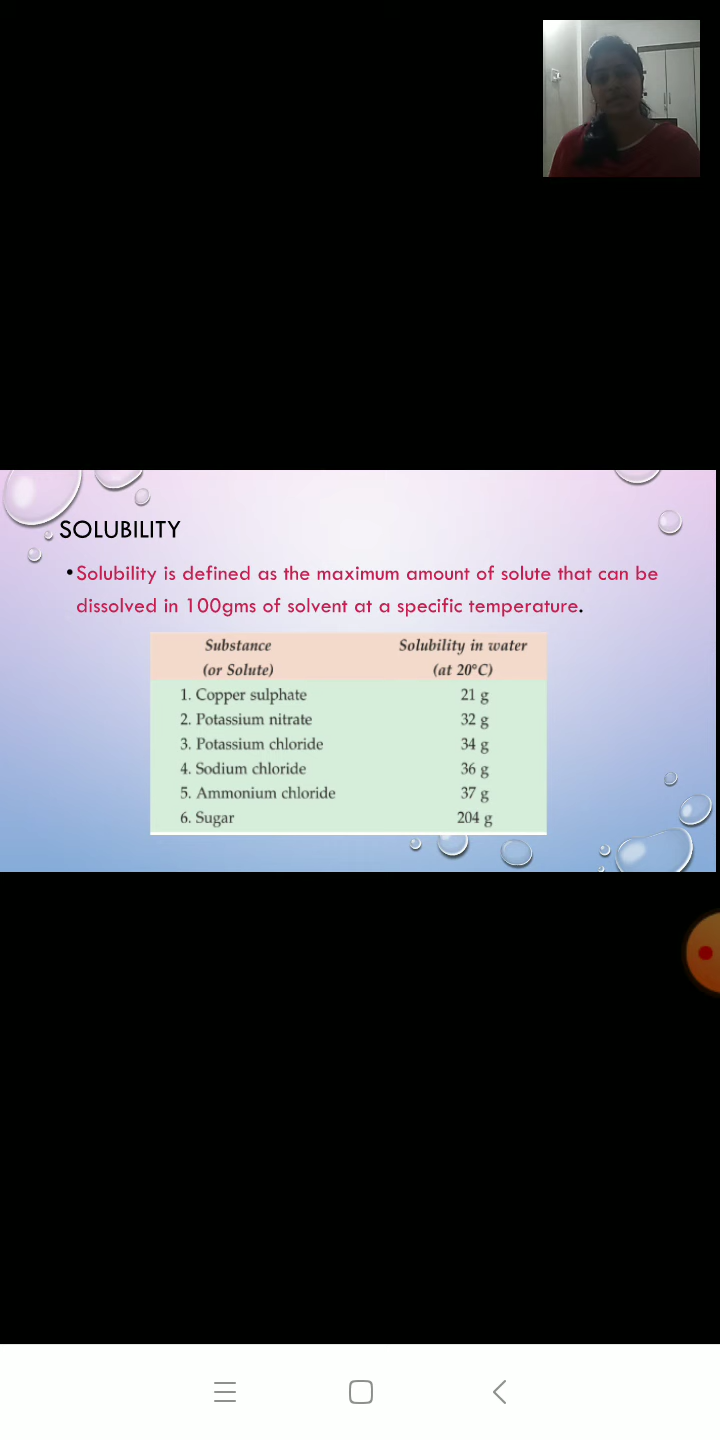 SOLUBILITY
•Solubility is defined as the maximum amount of solute that can be
dissolved in 100gms of solvent at a specific temperature.
Substance Solubility in water
(or Solute) (at 20°C)
1. Copper sulphate 21 g
2. Potassium nitrate 32 g
3. Potassium chloride 34 g
4. Sodium chloride 36 g
5. Ammonium chloride 37 g
6. Sugar 204 g